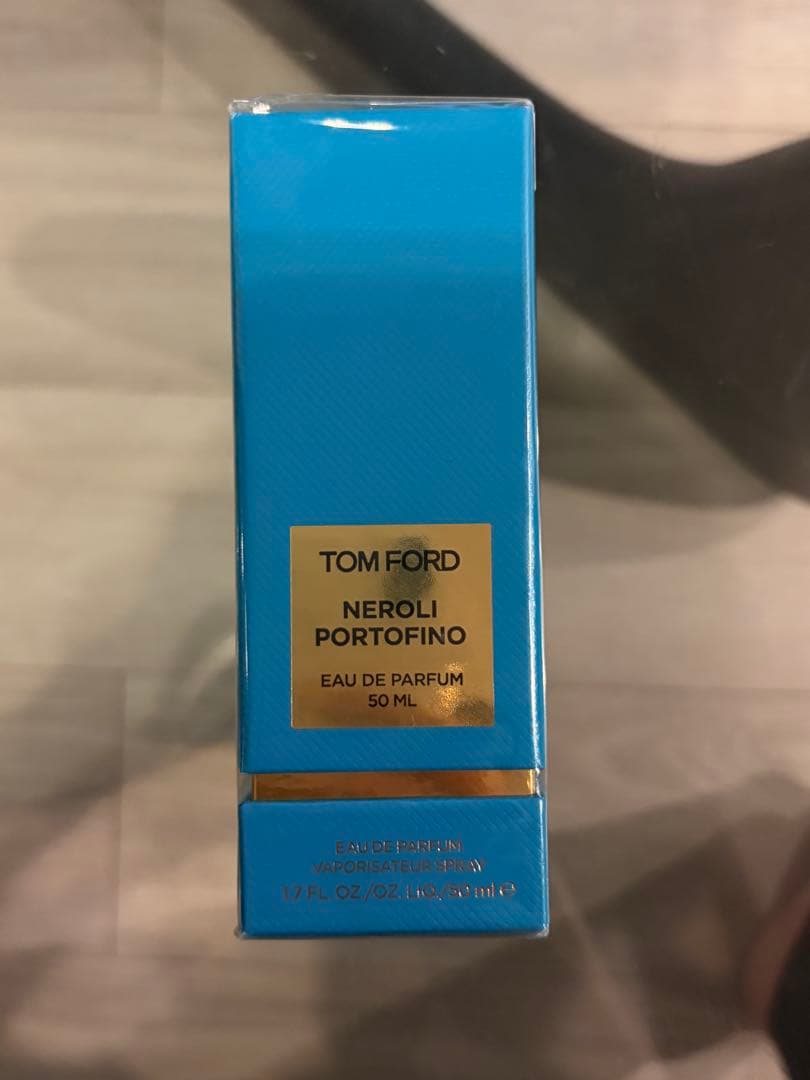 TOM FORD
NEROLI
PORTOFINO
EAU DE PARFUM
50 ML
EAU DE PARFUM
VAPORISATEUR SPRAY
1.7 FL. OZ./OZ. LIQ./50 ml ℮